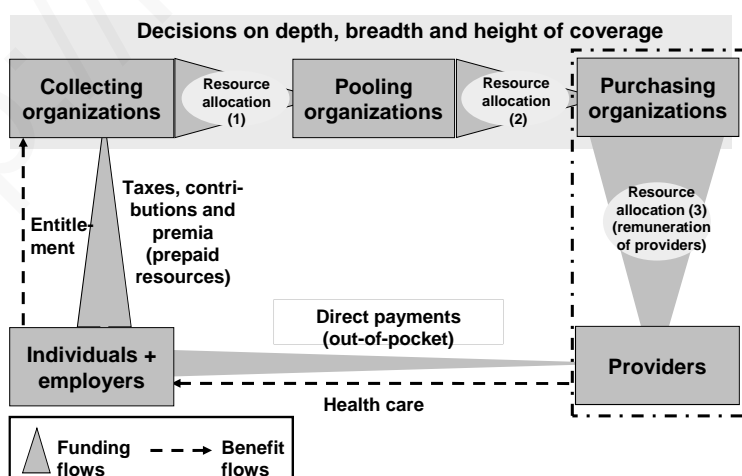 Decisions on depth, breadth and height of coverage
Collecting
organizations
Resource
allocation
(1)
Pooling
organizations
Resource
allocation
(2)
Purchasing
organizations
Entitle-
ment
Taxes, contri-
butions and
premia
(prepaid
resources)
Resource
allocation (3)
(remuneration
of providers)
Direct payments
(out-of-pocket)
Individuals +
employers
Providers
Health care
Funding
flows
Benefit
flows